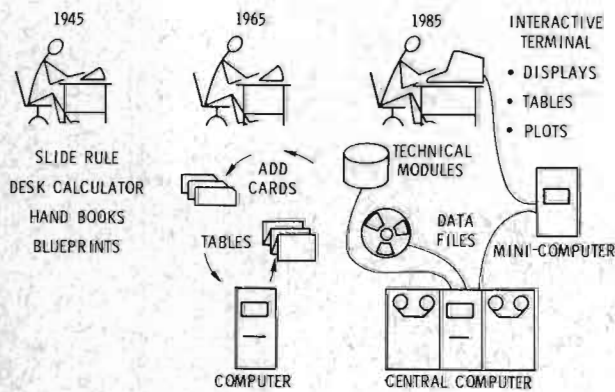 1945
SLIDE RULE
DESK CALCULATOR
HAND BOOKS
BLUEPRINTS
1965
ADD
CARDS
TABLES
COMPUTER
1985
INTERACTIVE
TERMINAL
• DISPLAYS
• TABLES
• PLOTS
TECHNICAL
MODULES
DATA
FILES
MINI-COMPUTER
CENTRAL COMPUTER